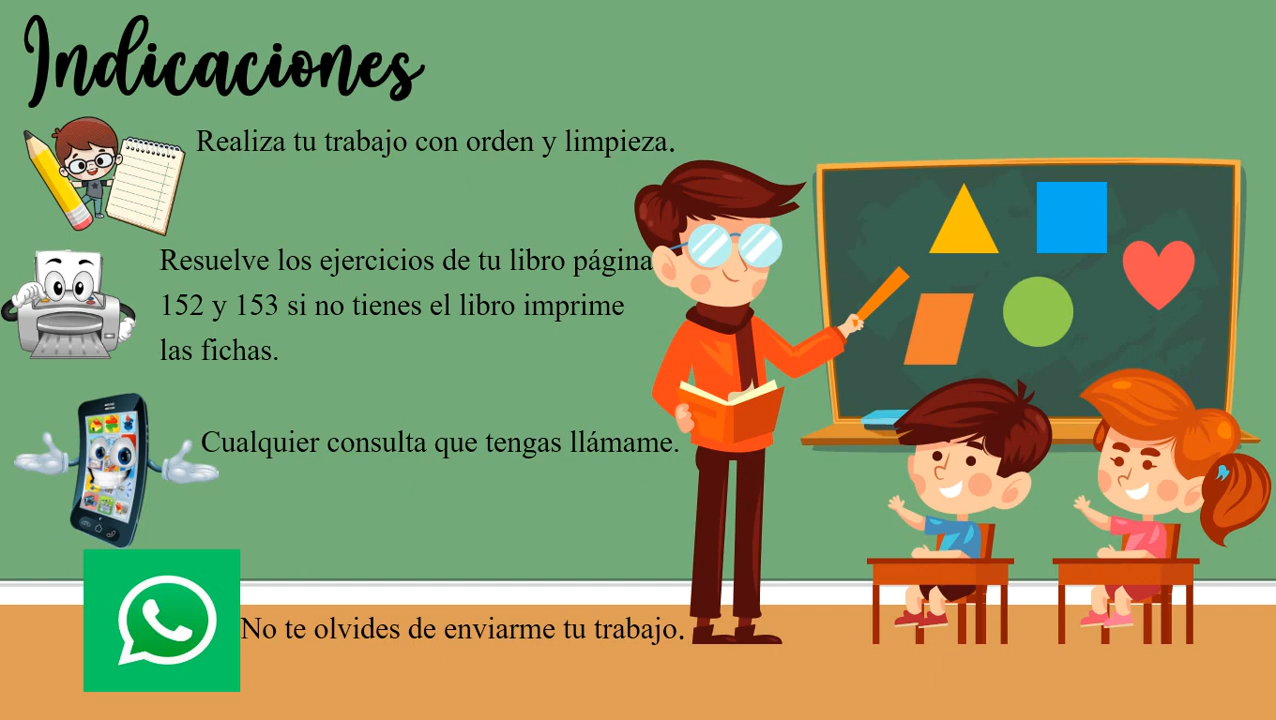 Indicaciones
Realiza tu trabajo con orden y limpieza.
Resuelve los ejercicios de tu libro página
152 y 153 si no tienes el libro imprime
las fichas.
Cualquier consulta que tengas llámame.
No te olvides de enviarme tu trabajo.